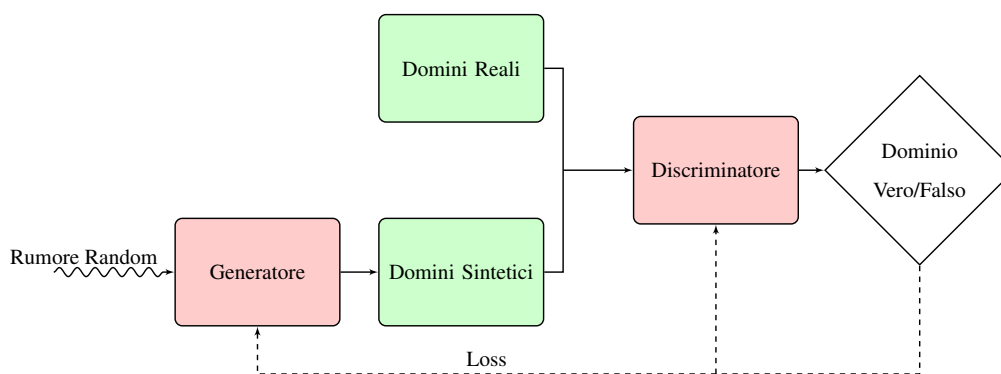 Domini Reali
Discriminatore
Dominio
Vero/Falso
Rumore Random
Generatore
Domini Sintetici
Loss